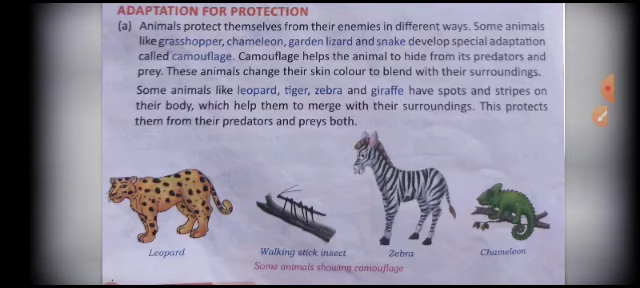 ADAPTATION FOR PROTECTION
(a) Animals protect themselves from their enemies in different ways. Some animals
like grasshopper, chameleon, garden lizard and snake develop special adaptation
called camouflage. Camouflage helps the animal to hide from its predators and
prey. These animals change their skin colour to blend with their surroundings.
Some animals like leopard, tiger, zebra and giraffe have spots and stripes on
their body, which help them to merge with their surroundings. This protects
them from their predators and preys both.
Leopard
Walking stick insect
Zebra
Chameleon
Some animals showing camouflage